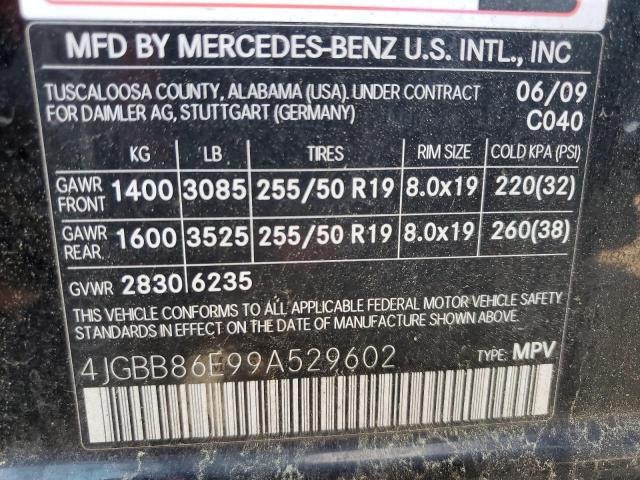 MFD BY MERCEDES-BENZ U.S. INTL., INC
TUSCALOOSA COUNTY, ALABAMA (USA), UNDER CONTRACT 06/09
FOR DAIMLER AG, STUTTGART (GERMANY) C040
KG LB TIRES RIM SIZE COLD KPA (PSI)
GAWR FRONT 1400 3085 255/50 R19 8.0x19 220(32)
GAWR REAR 1600 3525 255/50 R19 8.0x19 260(38)
GVWR 2830 6235
THIS VEHICLE CONFORMS TO ALL APPLICABLE FEDERAL MOTOR VEHICLE SAFETY
STANDARDS IN EFFECT ON THE DATE OF MANUFACTURE SHOWN ABOVE.
4JGBB86E99A529602 TYPE: MPV